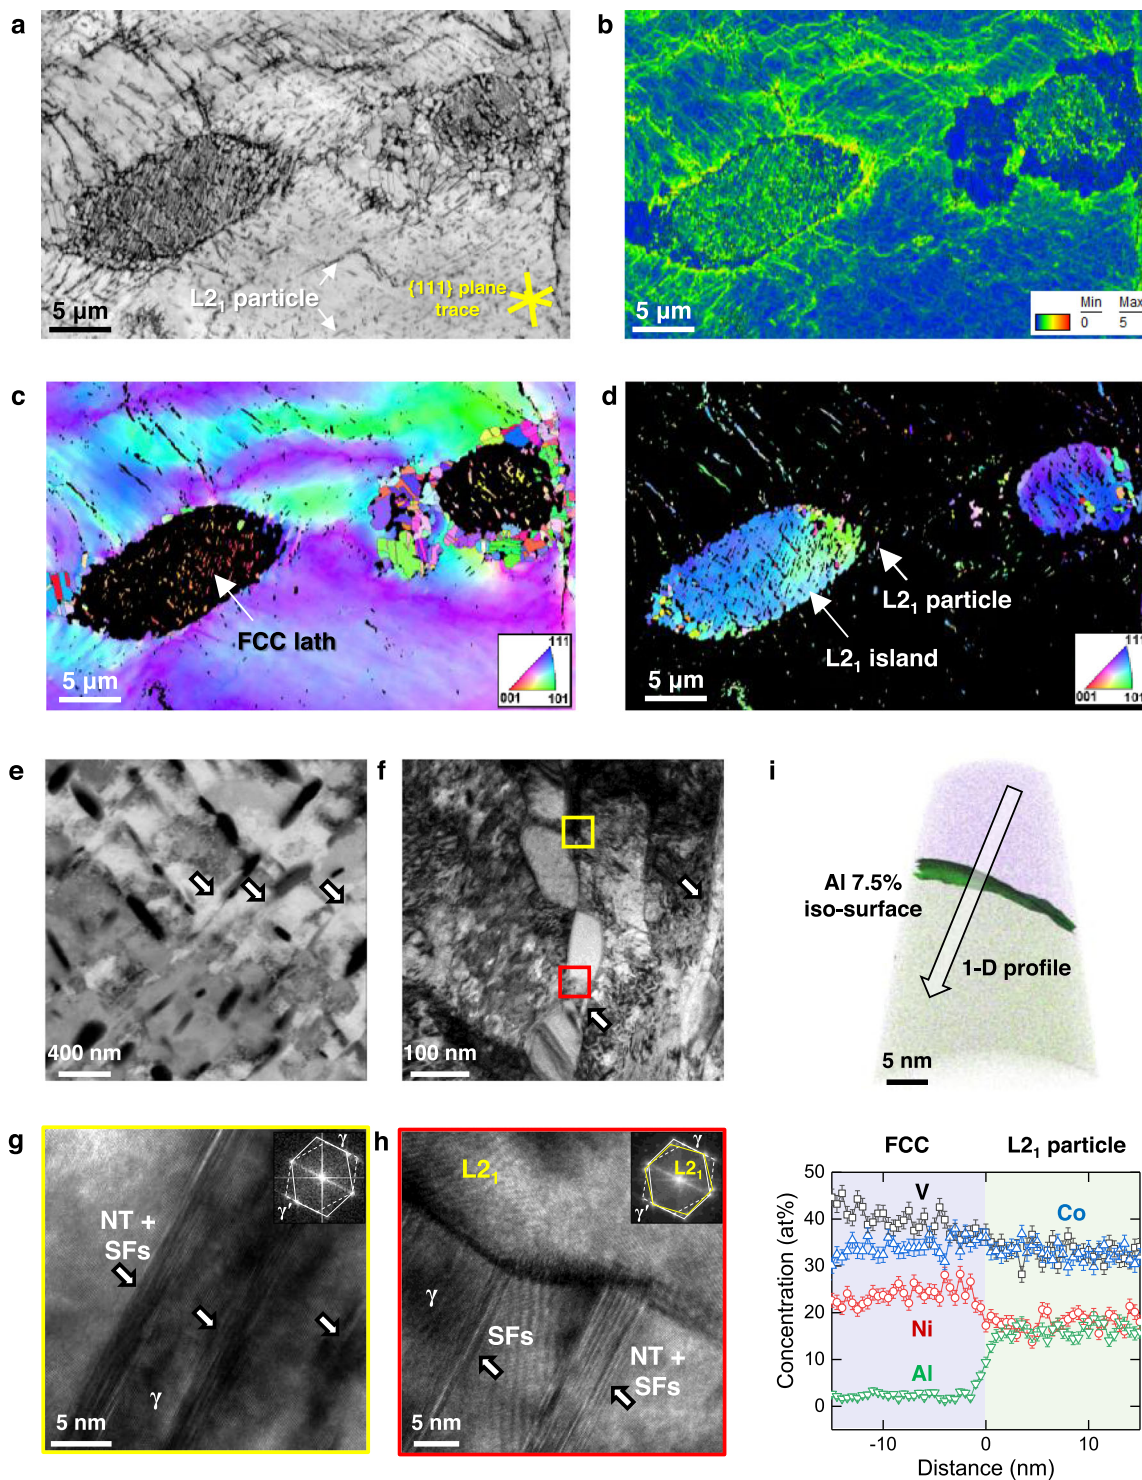 a
L2₁ particle
{111} plane
trace
5 μm
b
5 μm
Min Max
0 5
c
FCC lath
5 μm
111
001 101
d
L2₁ particle
L2₁ island
5 μm
111
001 101
e
400 nm
f
100 nm
i
Al 7.5%
iso-surface
1-D profile
5 nm
g
NT +
SFs
γ
5 nm
γ
γ'
h
L2₁
γ
SFs
NT +
SFs
5 nm
γ
L2₁
γ'
FCC L2₁ particle
V
Co
Ni
Al
50
40
30
20
10
0
Concentration (at%)
-10 0 10
Distance (nm)